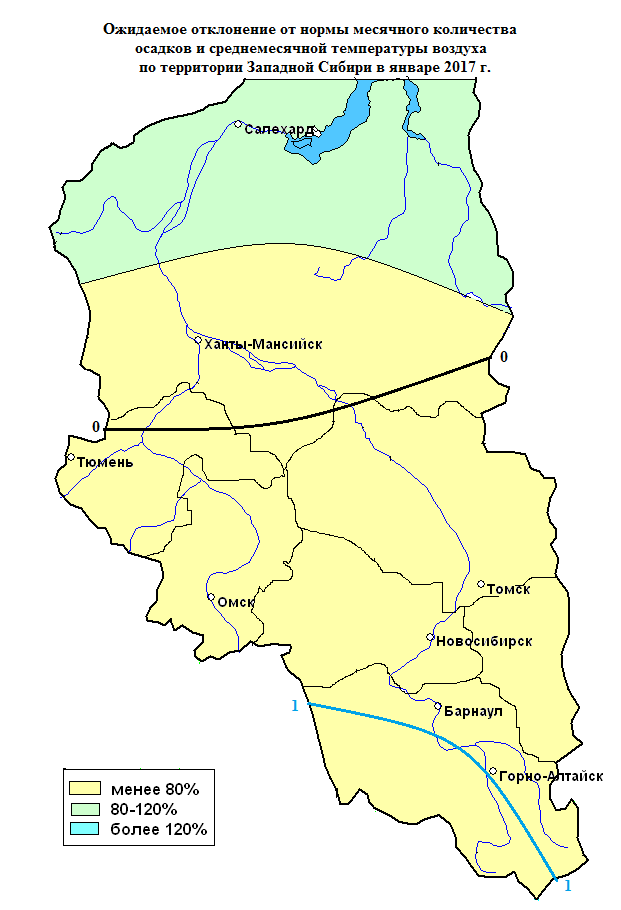 Ожидаемое отклонение от нормы месячного количества
осадков и среднемесячной температуры воздуха
по территории Западной Сибири в январе 2017 г.
Салехард
Ханты-Мансийск
0
0
Тюмень
Томск
Омск
Новосибирск
1
Барнаул
Горно-Алтайск
менее 80%
80-120%
более 120%
1